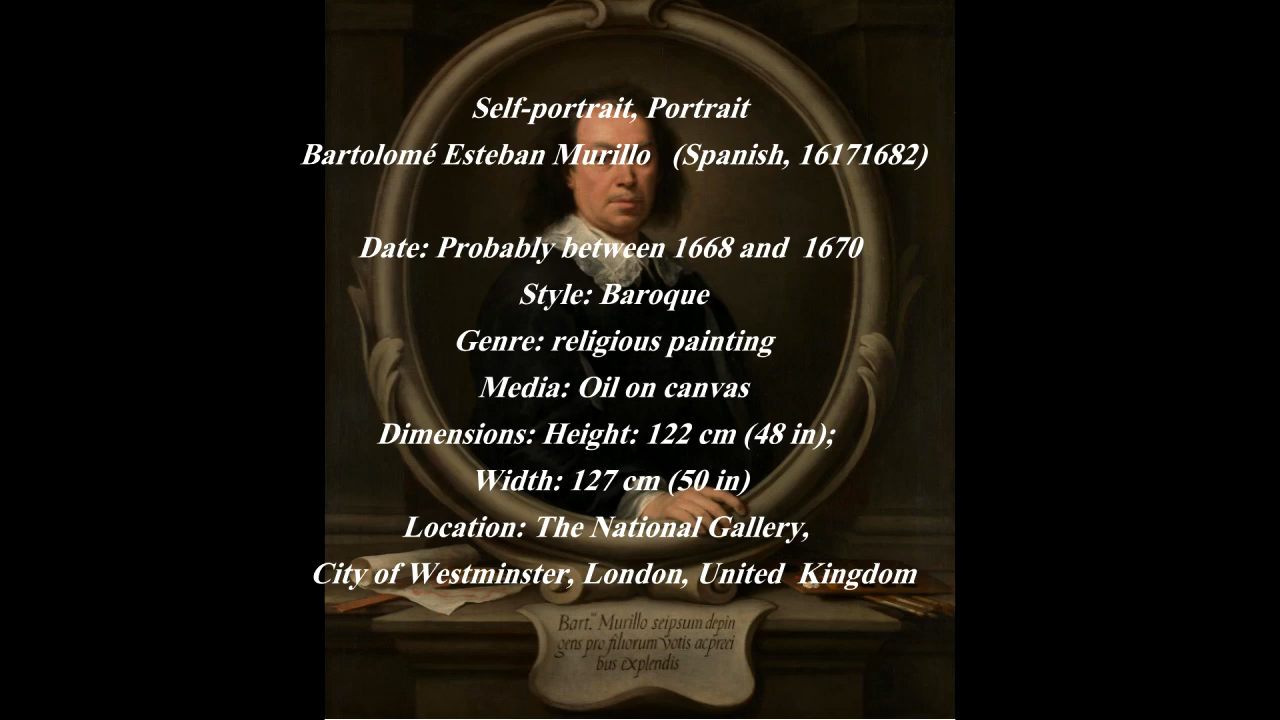 Self-portrait, Portrait
Bartolomé Esteban Murillo (Spanish, 16171682)
Date: Probably between 1668 and 1670
Style: Baroque
Genre: religious painting
Media: Oil on canvas
Dimensions: Height: 122 cm (48 in);
Width: 127 cm (50 in)
Location: The National Gallery,
City of Westminster, London, United Kingdom
Bart.us Murillo seipsum depin
gens pro filiorum votis acpreci
bus explendis